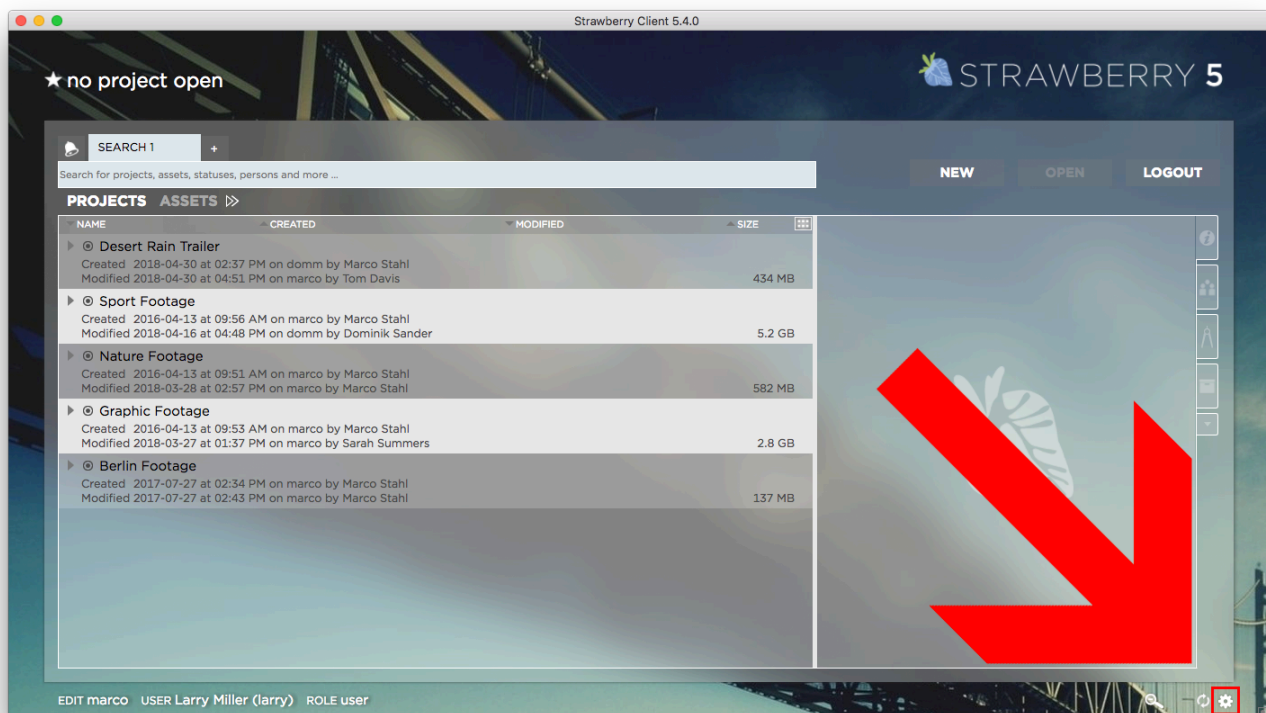 Strawberry Client 5.4.0
no project open
STRAWBERRY 5
SEARCH 1
+
Search for projects, assets, statuses, persons and more ...
NEW OPEN LOGOUT
PROJECTS ASSETS
NAME CREATED MODIFIED SIZE
Desert Rain Trailer
Created 2018-04-30 at 02:37 PM on domm by Marco Stahl
Modified 2018-04-30 at 04:51 PM on marco by Tom Davis 434 MB
Sport Footage
Created 2016-04-13 at 09:56 AM on marco by Marco Stahl
Modified 2018-04-16 at 04:48 PM on domm by Dominik Sander 5.2 GB
Nature Footage
Created 2016-04-13 at 09:51 AM on marco by Marco Stahl
Modified 2018-03-28 at 02:57 PM on marco by Marco Stahl 582 MB
Graphic Footage
Created 2016-04-13 at 09:53 AM on marco by Marco Stahl
Modified 2018-03-27 at 01:37 PM on marco by Sarah Summers 2.8 GB
Berlin Footage
Created 2017-07-27 at 02:34 PM on marco by Marco Stahl
Modified 2017-07-27 at 02:43 PM on marco by Marco Stahl 137 MB
EDIT marco USER Larry Miller (larry) ROLE user